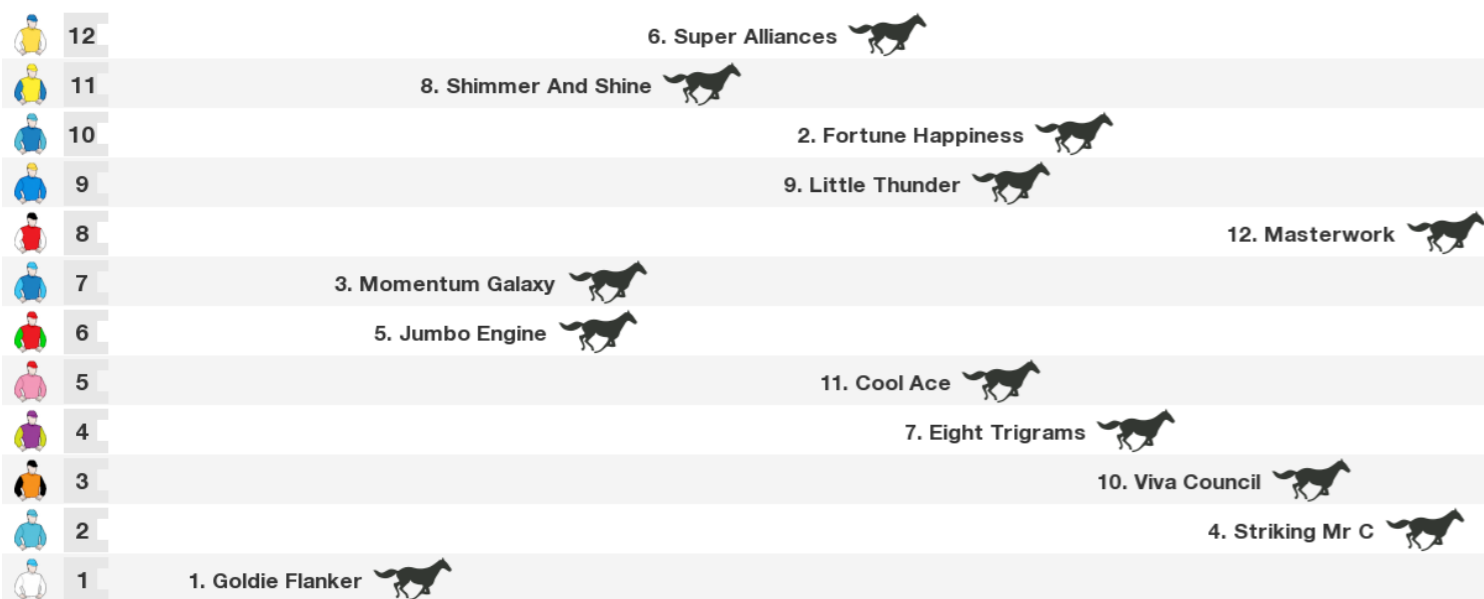 12 6. Super Alliances
11 8. Shimmer And Shine
10 2. Fortune Happiness
9 9. Little Thunder
8 12. Masterwork
7 3. Momentum Galaxy
6 5. Jumbo Engine
5 11. Cool Ace
4 7. Eight Trigrams
3 10. Viva Council
2 4. Striking Mr C
1 1. Goldie Flanker